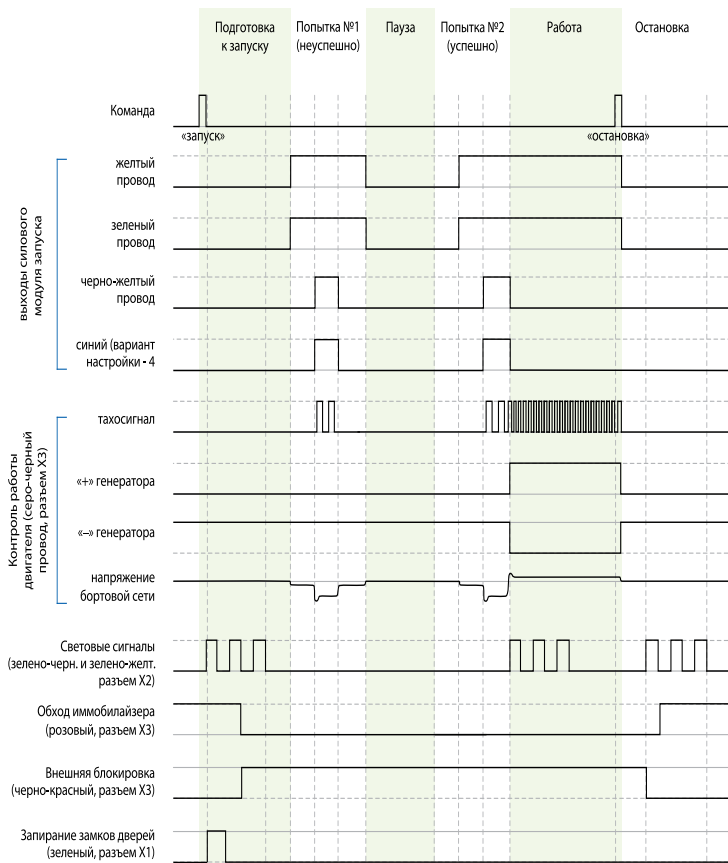 Подготовка
к запуску
Попытка №1
(неуспешно)
Пауза
Попытка №2
(успешно)
Работа
Остановка
Команда
«запуск»
«остановка»
выходы силового
модуля запуска
желтый
провод
зеленый
провод
черно-желтый
провод
синий (вариант
настройки - 4
Контроль работы
двигателя (серо-черный
провод, разъем X3)
тахосигнал
«+» генератора
«–» генератора
напряжение
бортовой сети
Световые сигналы
(зелено-черн. и зелено-желт.
разъем X2)
Обход иммобилайзера
(розовый, разъем X3)
Внешняя блокировка
(черно-красный, разъем X3)
Запирание замков дверей
(зеленый, разъем X1)